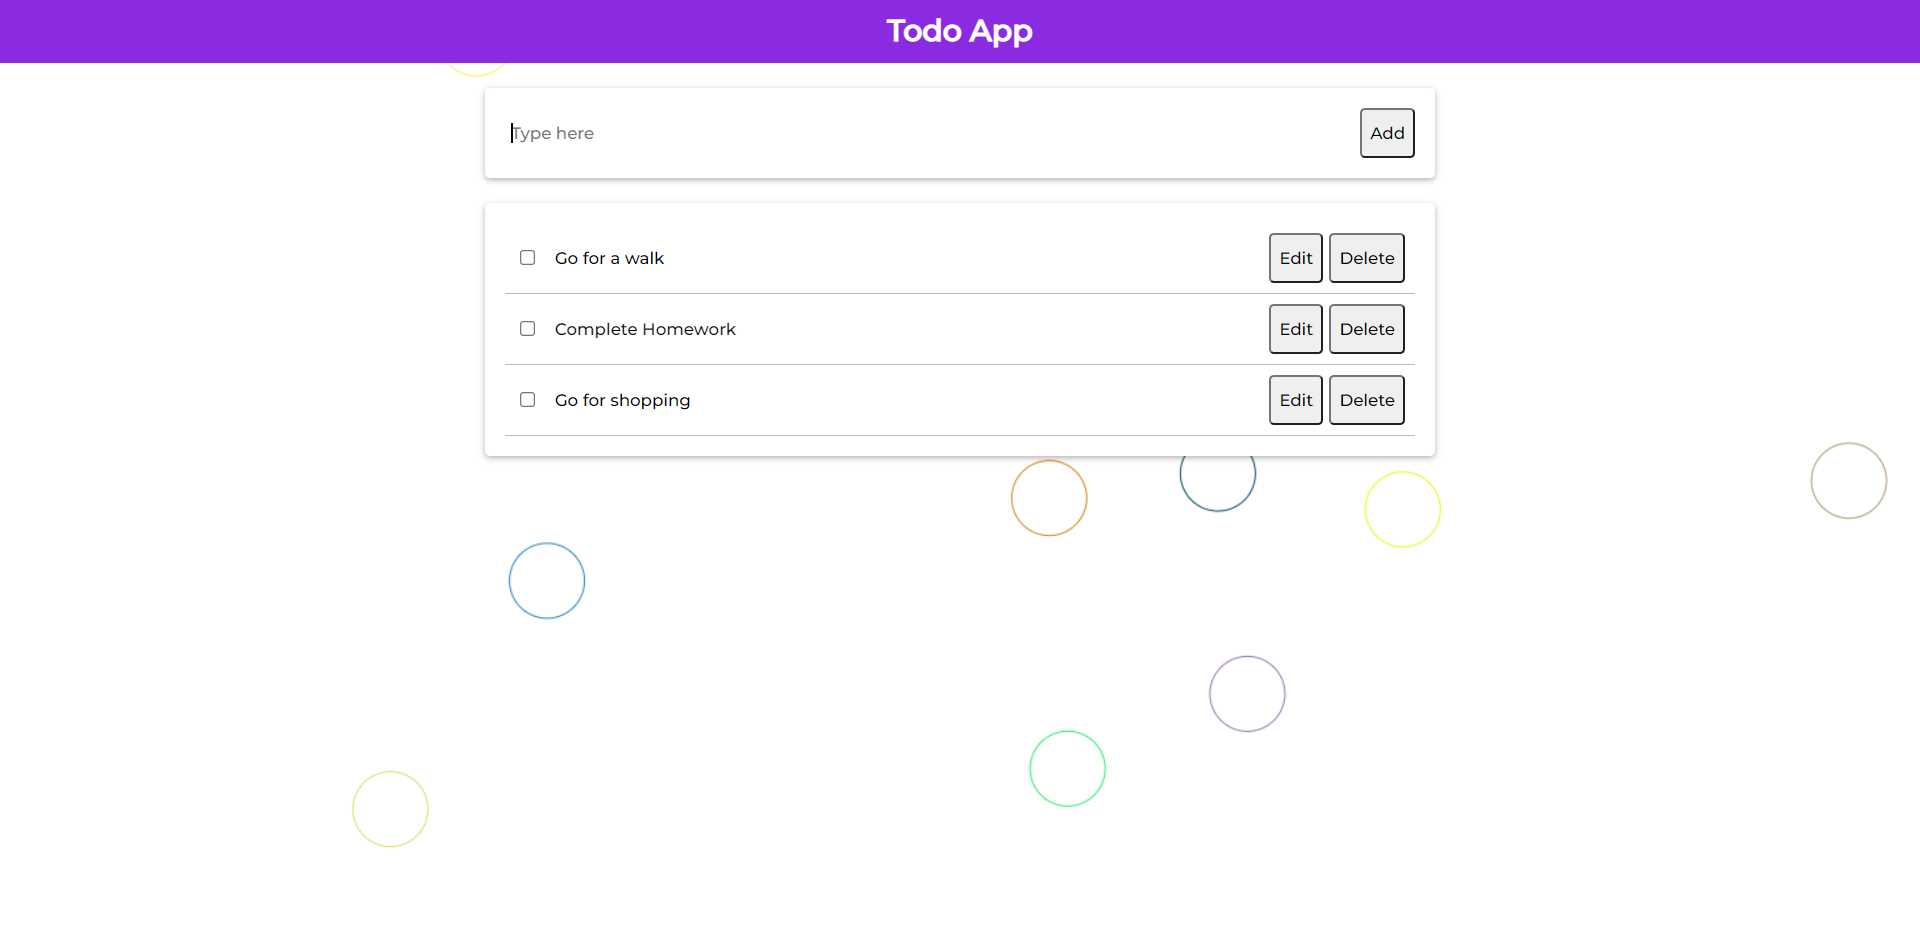 Todo App
Type here Add
Go for a walk Edit Delete
Complete Homework Edit Delete
Go for shopping Edit Delete